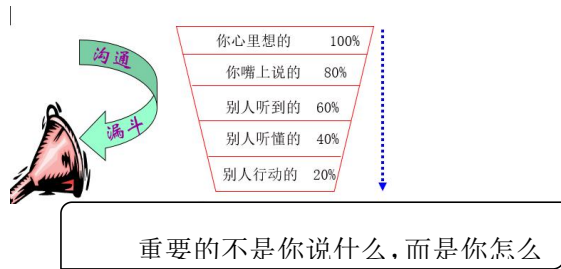 沟通
漏斗
你心里想的 100%
你嘴上说的 80%
别人听到的 60%
别人听懂的 40%
别人行动的 20%
重要的不是你说什么,而是你怎么